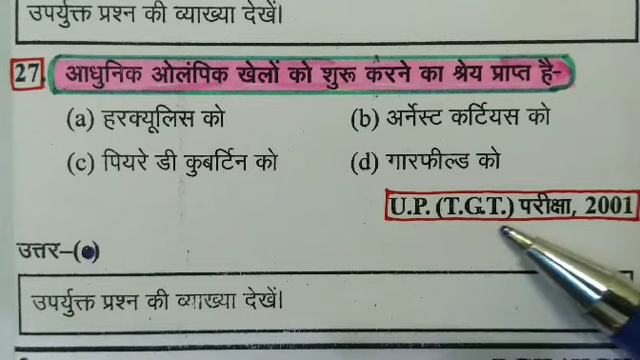 उपर्युक्त प्रश्न की व्याख्या देखें।
27. आधुनिक ओलंपिक खेलों को शुरू करने का श्रेय प्राप्त है-
(a) हरक्यूलिस को (b) अर्नेस्ट कर्टियस को
(c) पियरे डी कुबर्टिन को (d) गारफील्ड को
U.P. (T.G.T.) परीक्षा, 2001
उत्तर–( )
उपर्युक्त प्रश्न की व्याख्या देखें।